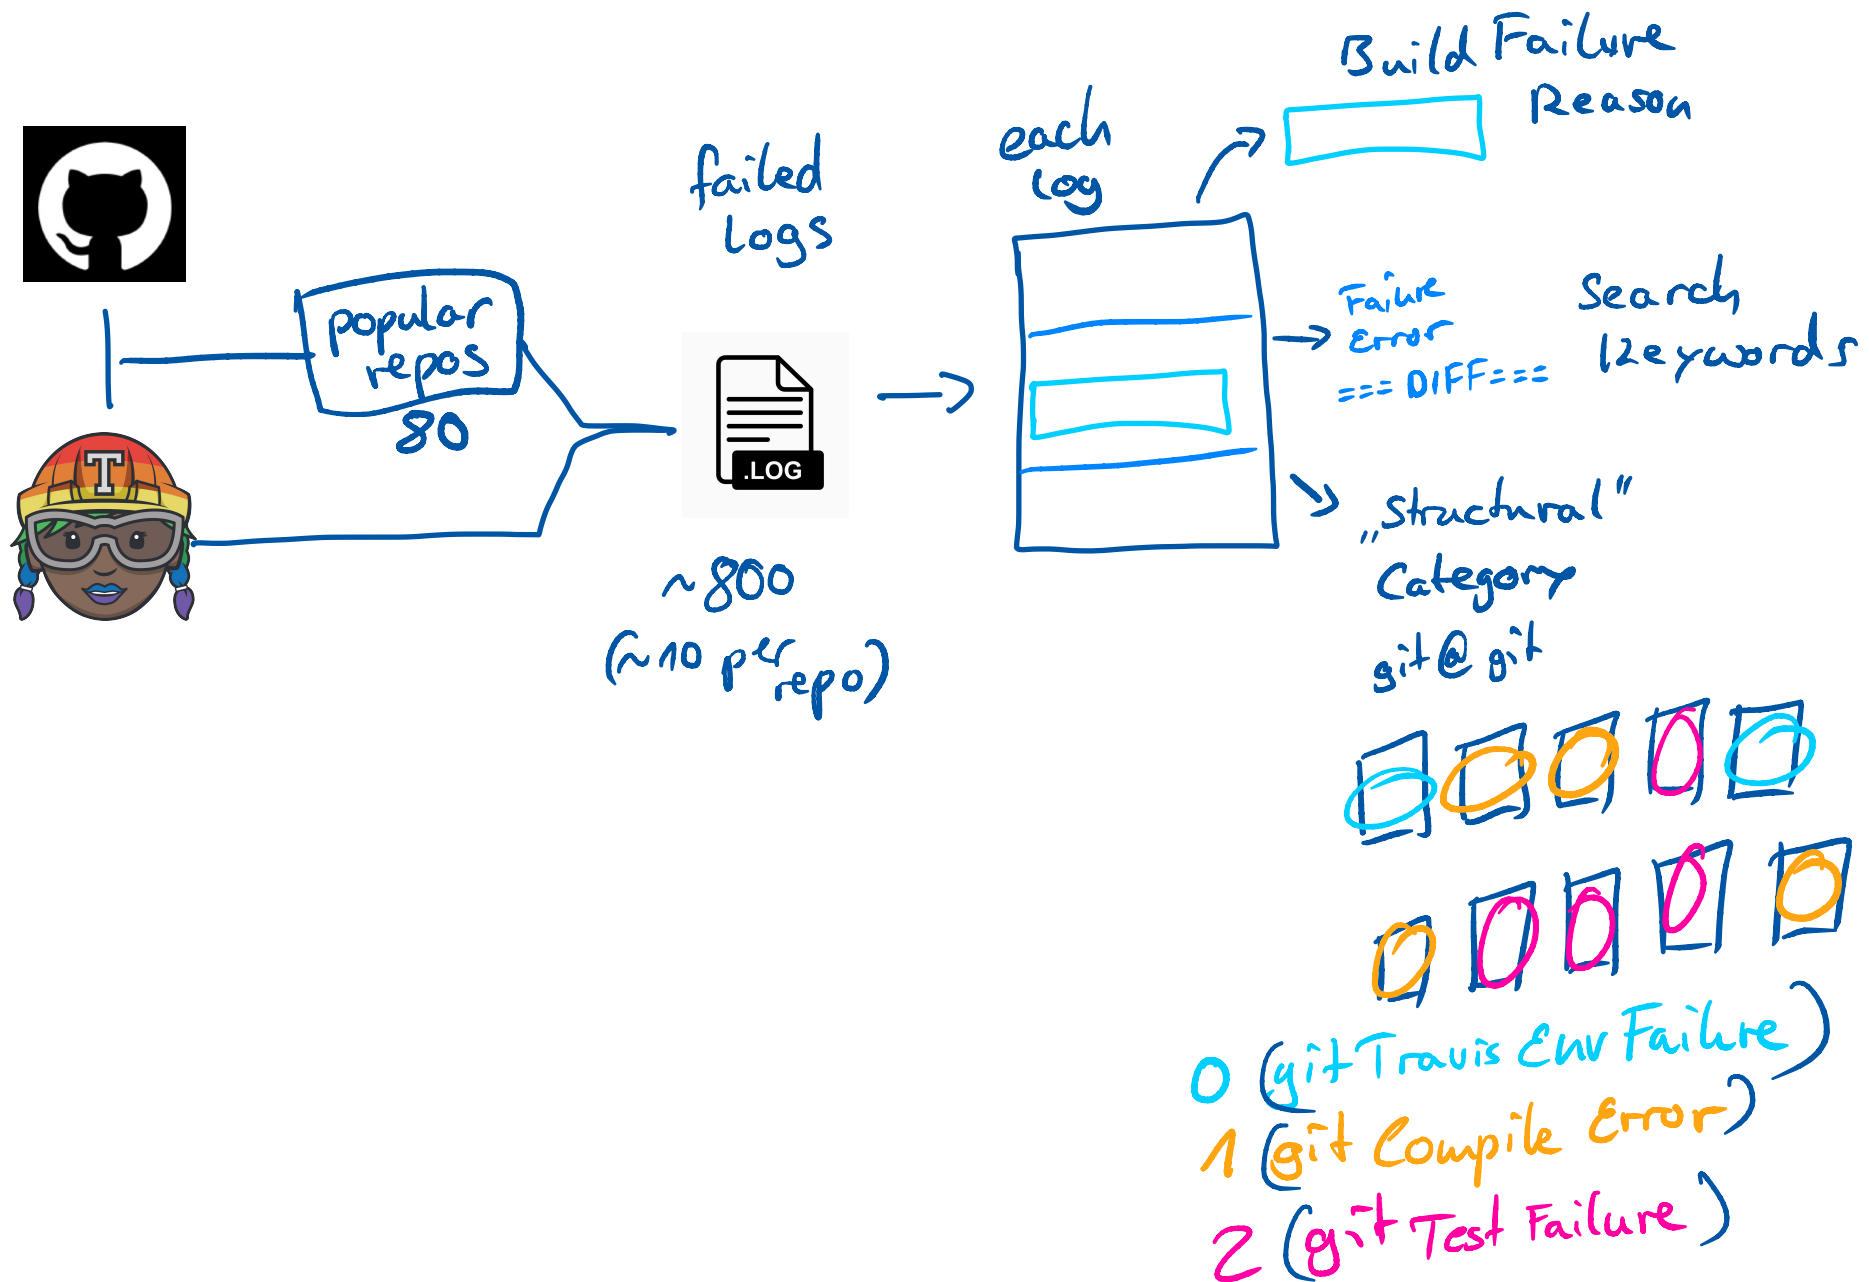 T
popular
repos
80
failed
Logs
.LOG
~800
(~10 per
repo)
each
Log
Build Failure
Reason
Failure
Error
=== DIFF ===
Search
Keywords
„Structural"
Category
git@git
0 (git Travis Env Failure)
1 (git Compile Error)
2 (git Test Failure)